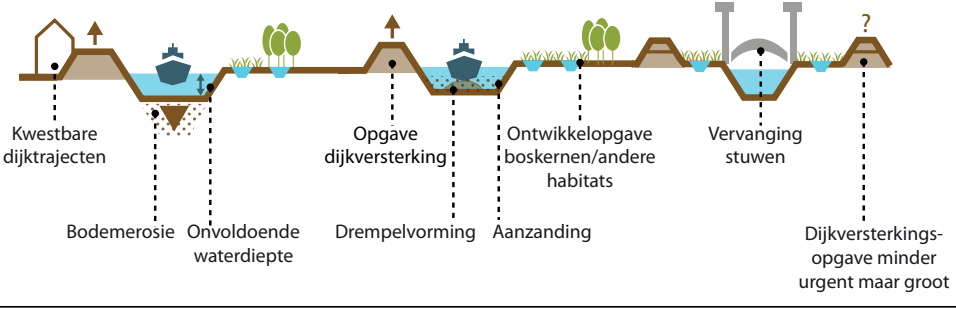 ?
Kwestbare
dijktrajecten
Opgave
dijkversterking
Ontwikkelopgave
boskernen/andere
habitats
Vervanging
stuwen
Bodemerosie
Onvoldoende
waterdiepte
Drempelvorming
Aanzanding
Dijkversterkings-
opgave minder
urgent maar groot